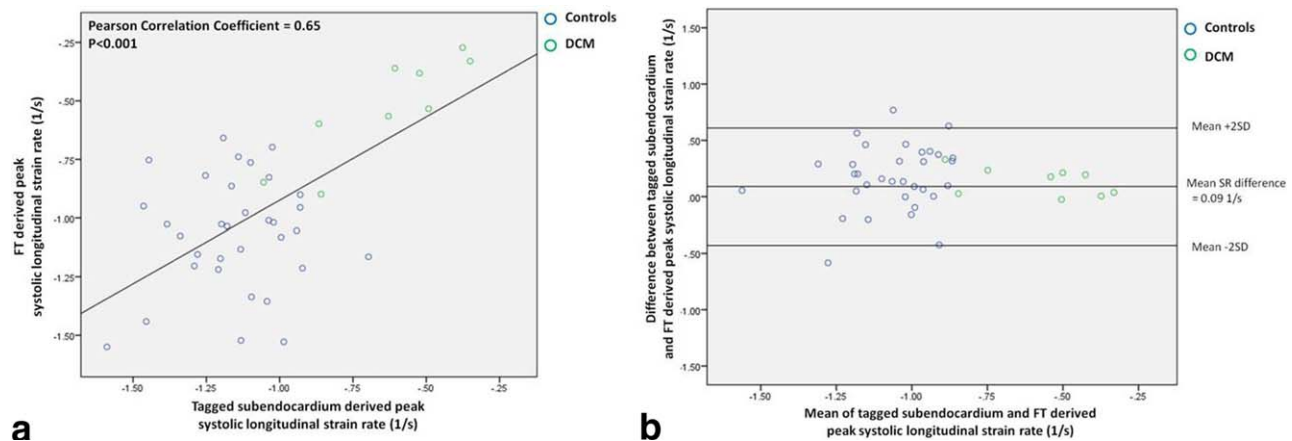 Pearson Correlation Coefficient = 0.65
P<0.001
Controls
DCM
FT derived peak
systolic longitudinal strain rate (1/s)
-.25
-.50
-.75
-1.00
-1.25
-1.50
-1.50
-1.25
-1.00
-.75
-.50
-.25
Tagged subendocardium derived peak
systolic longitudinal strain rate (1/s)
a
Controls
DCM
Difference between tagged subendocardium
and FT derived peak systolic longitudinal strain rate (1/s)
1.50
1.00
.50
.00
-.50
-1.00
-1.50
Mean +2SD
Mean SR difference
= 0.09 1/s
Mean -2SD
-1.50
-1.25
-1.00
-.75
-.50
-.25
Mean of tagged subendocardium and FT derived
peak systolic longitudinal strain rate (1/s)
b